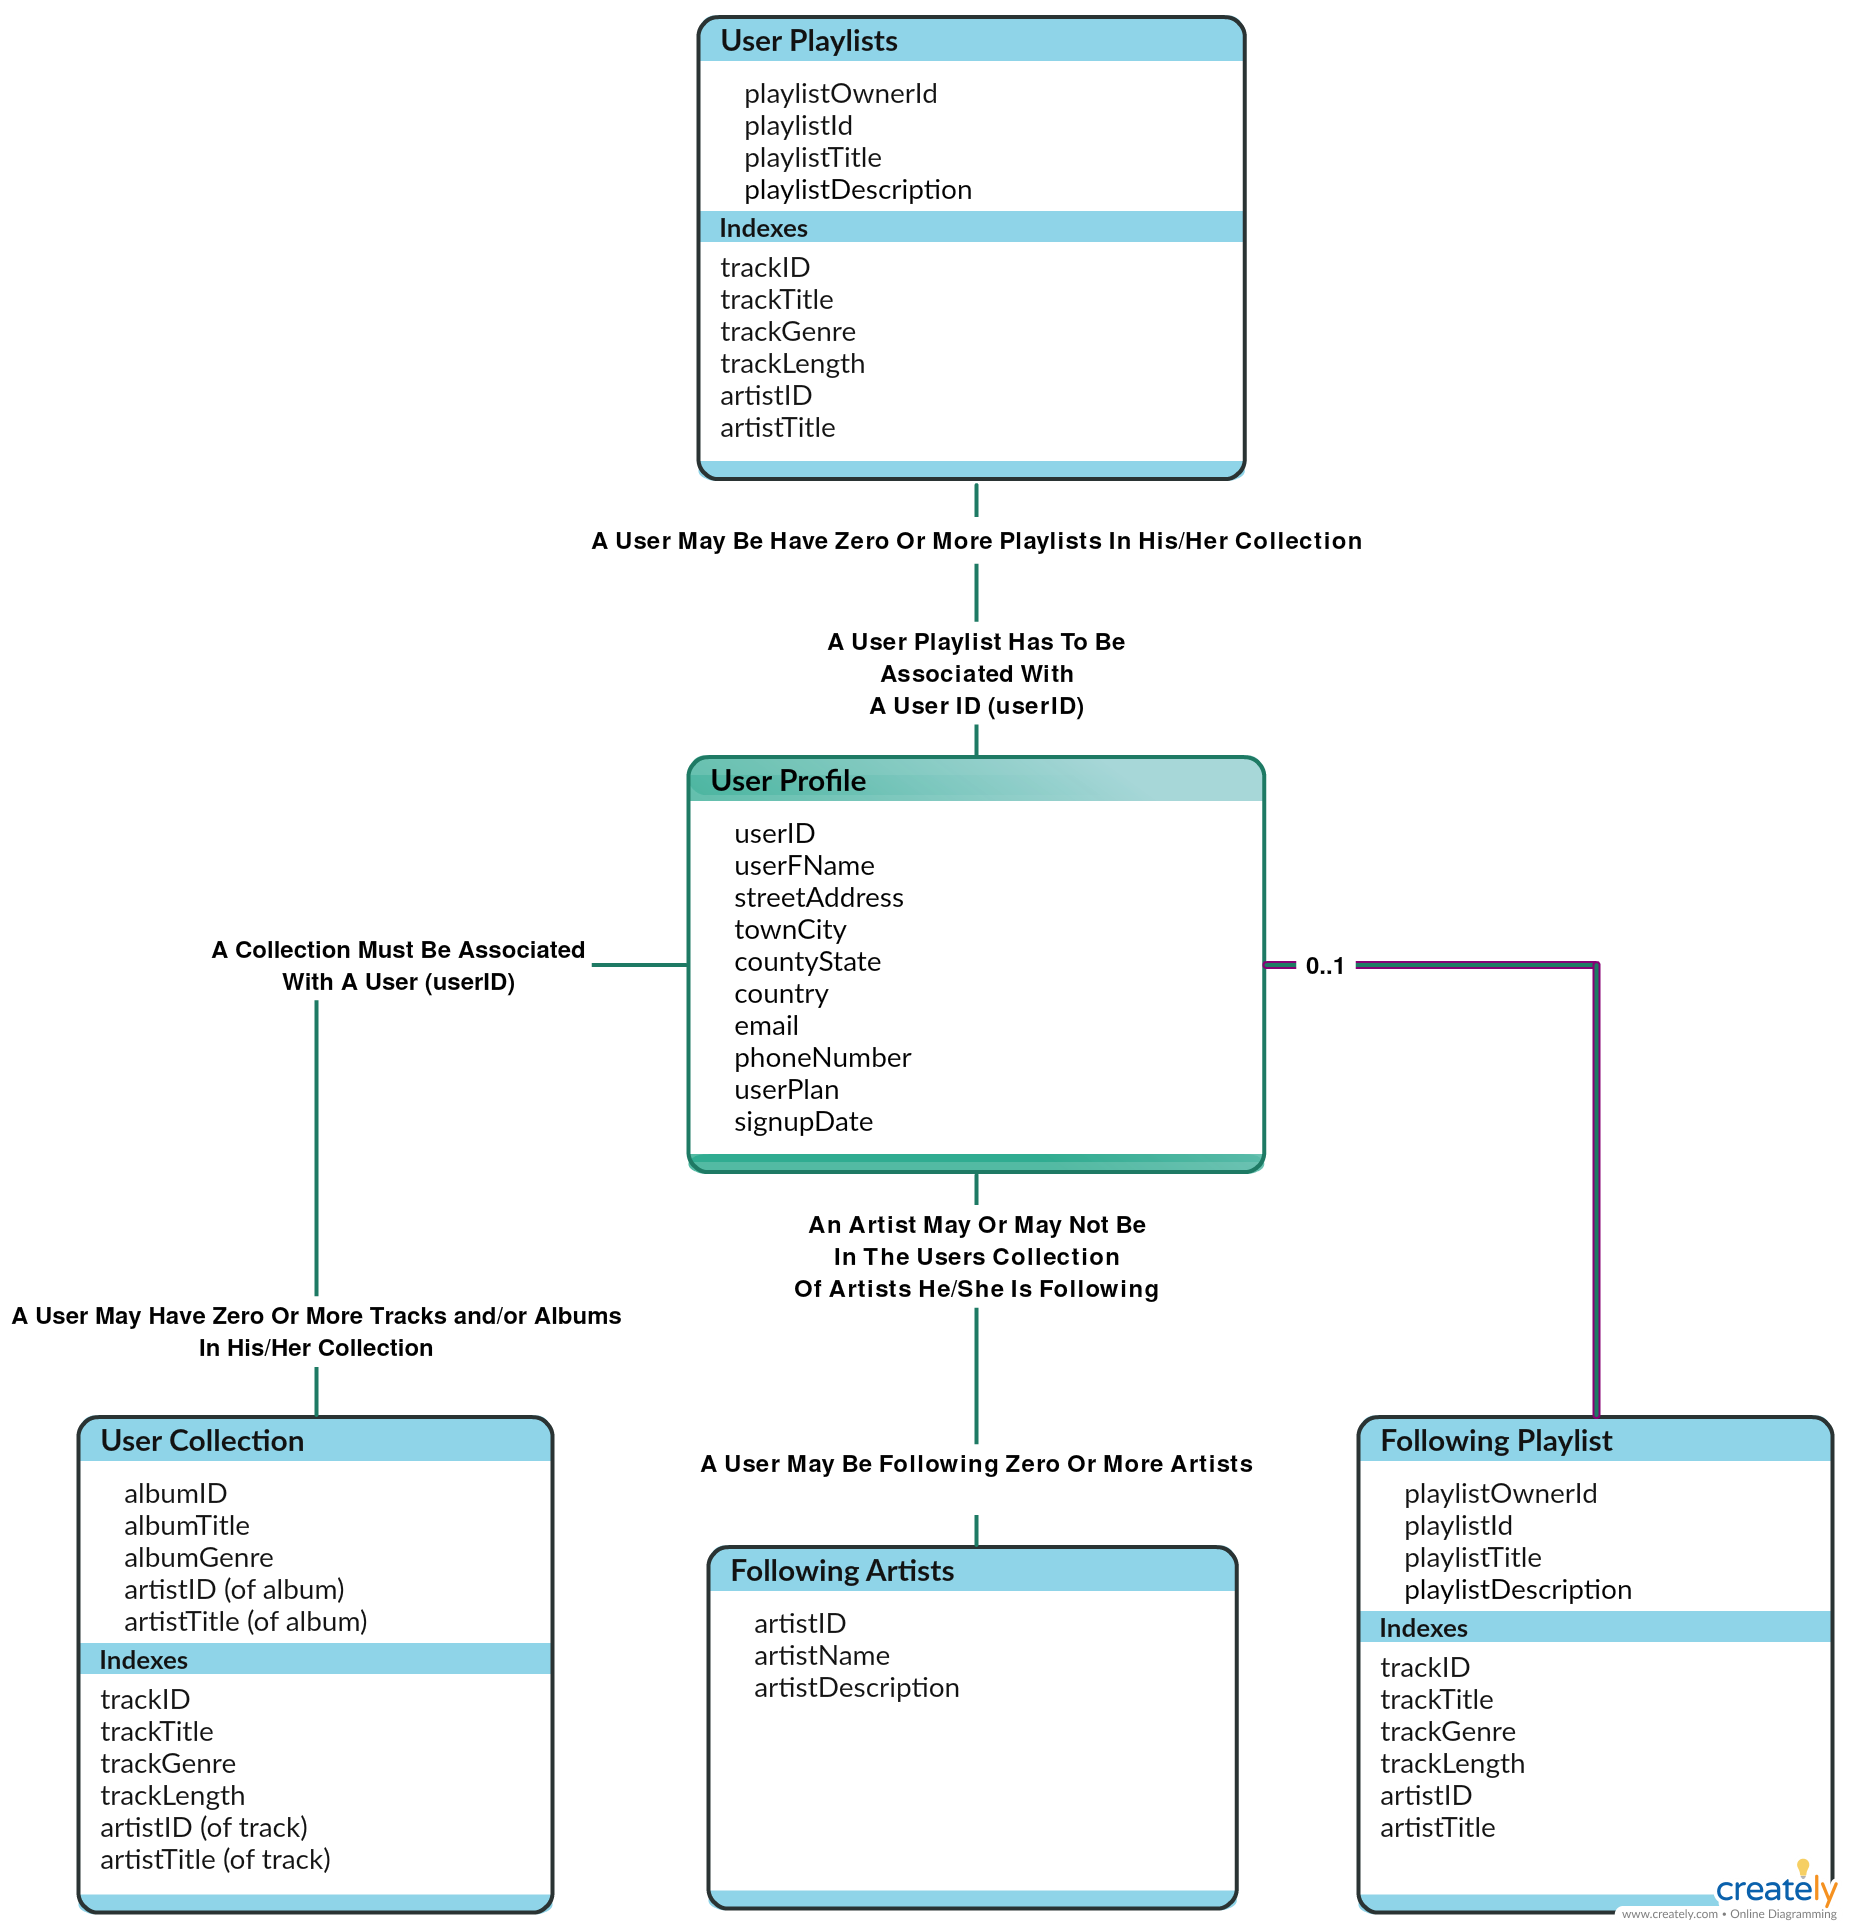 User Playlists
playlistOwnerId
playlistId
playlistTitle
playlistDescription
Indexes
trackID
trackTitle
trackGenre
trackLength
artistID
artistTitle
A User May Be Have Zero Or More Playlists In His/Her Collection
A User Playlist Has To Be
Associated With
A User ID (userID)
User Profile
userID
userFName
streetAddress
townCity
countyState
country
email
phoneNumber
userPlan
signupDate
A Collection Must Be Associated
With A User (userID)
0..1
An Artist May Or May Not Be
In The Users Collection
Of Artists He/She Is Following
A User May Have Zero Or More Tracks and/or Albums
In His/Her Collection
A User May Be Following Zero Or More Artists
User Collection
albumID
albumTitle
albumGenre
artistID (of album)
artistTitle (of album)
Indexes
trackID
trackTitle
trackGenre
trackLength
artistID (of track)
artistTitle (of track)
Following Artists
artistID
artistName
artistDescription
Following Playlist
playlistOwnerId
playlistId
playlistTitle
playlistDescription
Indexes
trackID
trackTitle
trackGenre
trackLength
artistID
artistTitle
creately
www.creately.com • Online Diagramming